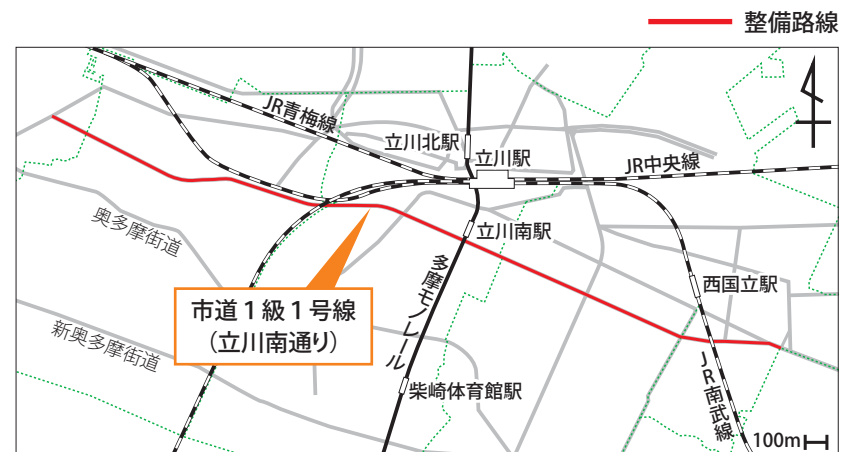 整備路線
JR青梅線
立川北駅
立川駅
JR中央線
奥多摩街道
立川南駅
多摩モノレール
西国立駅
市道1級1号線
（立川南通り）
新奥多摩街道
柴崎体育館駅
JR南武線
100m